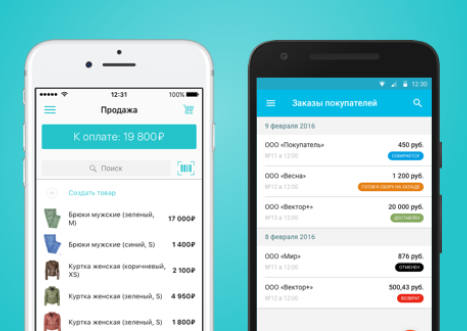 12:31
100%
Продажа
К оплате: 19 800₽
Поиск
Создать товар
Брюки мужские (зеленый, M)
17 000₽
Брюки мужские (синий, S)
1 400₽
Куртка женская (коричневый, XS)
2 100₽
Куртка женская (зеленый, S)
4 950₽
Куртка женская (зеленый, S)
1 800₽
12:30
Заказы покупателей
9 февраля 2016
ООО «Покупатель»
450 руб.
№11 в 12:00
СОБИРАЕТСЯ
ООО «Весна»
1 200 руб.
№11 в 12:00
ГОТОВ К СБОРУ НА СКЛАДЕ
ООО «Вектор+»
20 000 руб.
№13 в 12:00
ДОСТАВЛЕН
8 февраля 2016
ООО «Мир»
876 руб.
№11 в 12:00
ОТМЕНЕН
ООО «Вектор+»
500,43 руб.
№12 в 12:00
ВОЗВРАТ